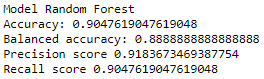 Model Random Forest
Accuracy: 0.9047619047619048
Balanced accuracy: 0.8888888888888888
Precision score 0.9183673469387754
Recall score 0.9047619047619048